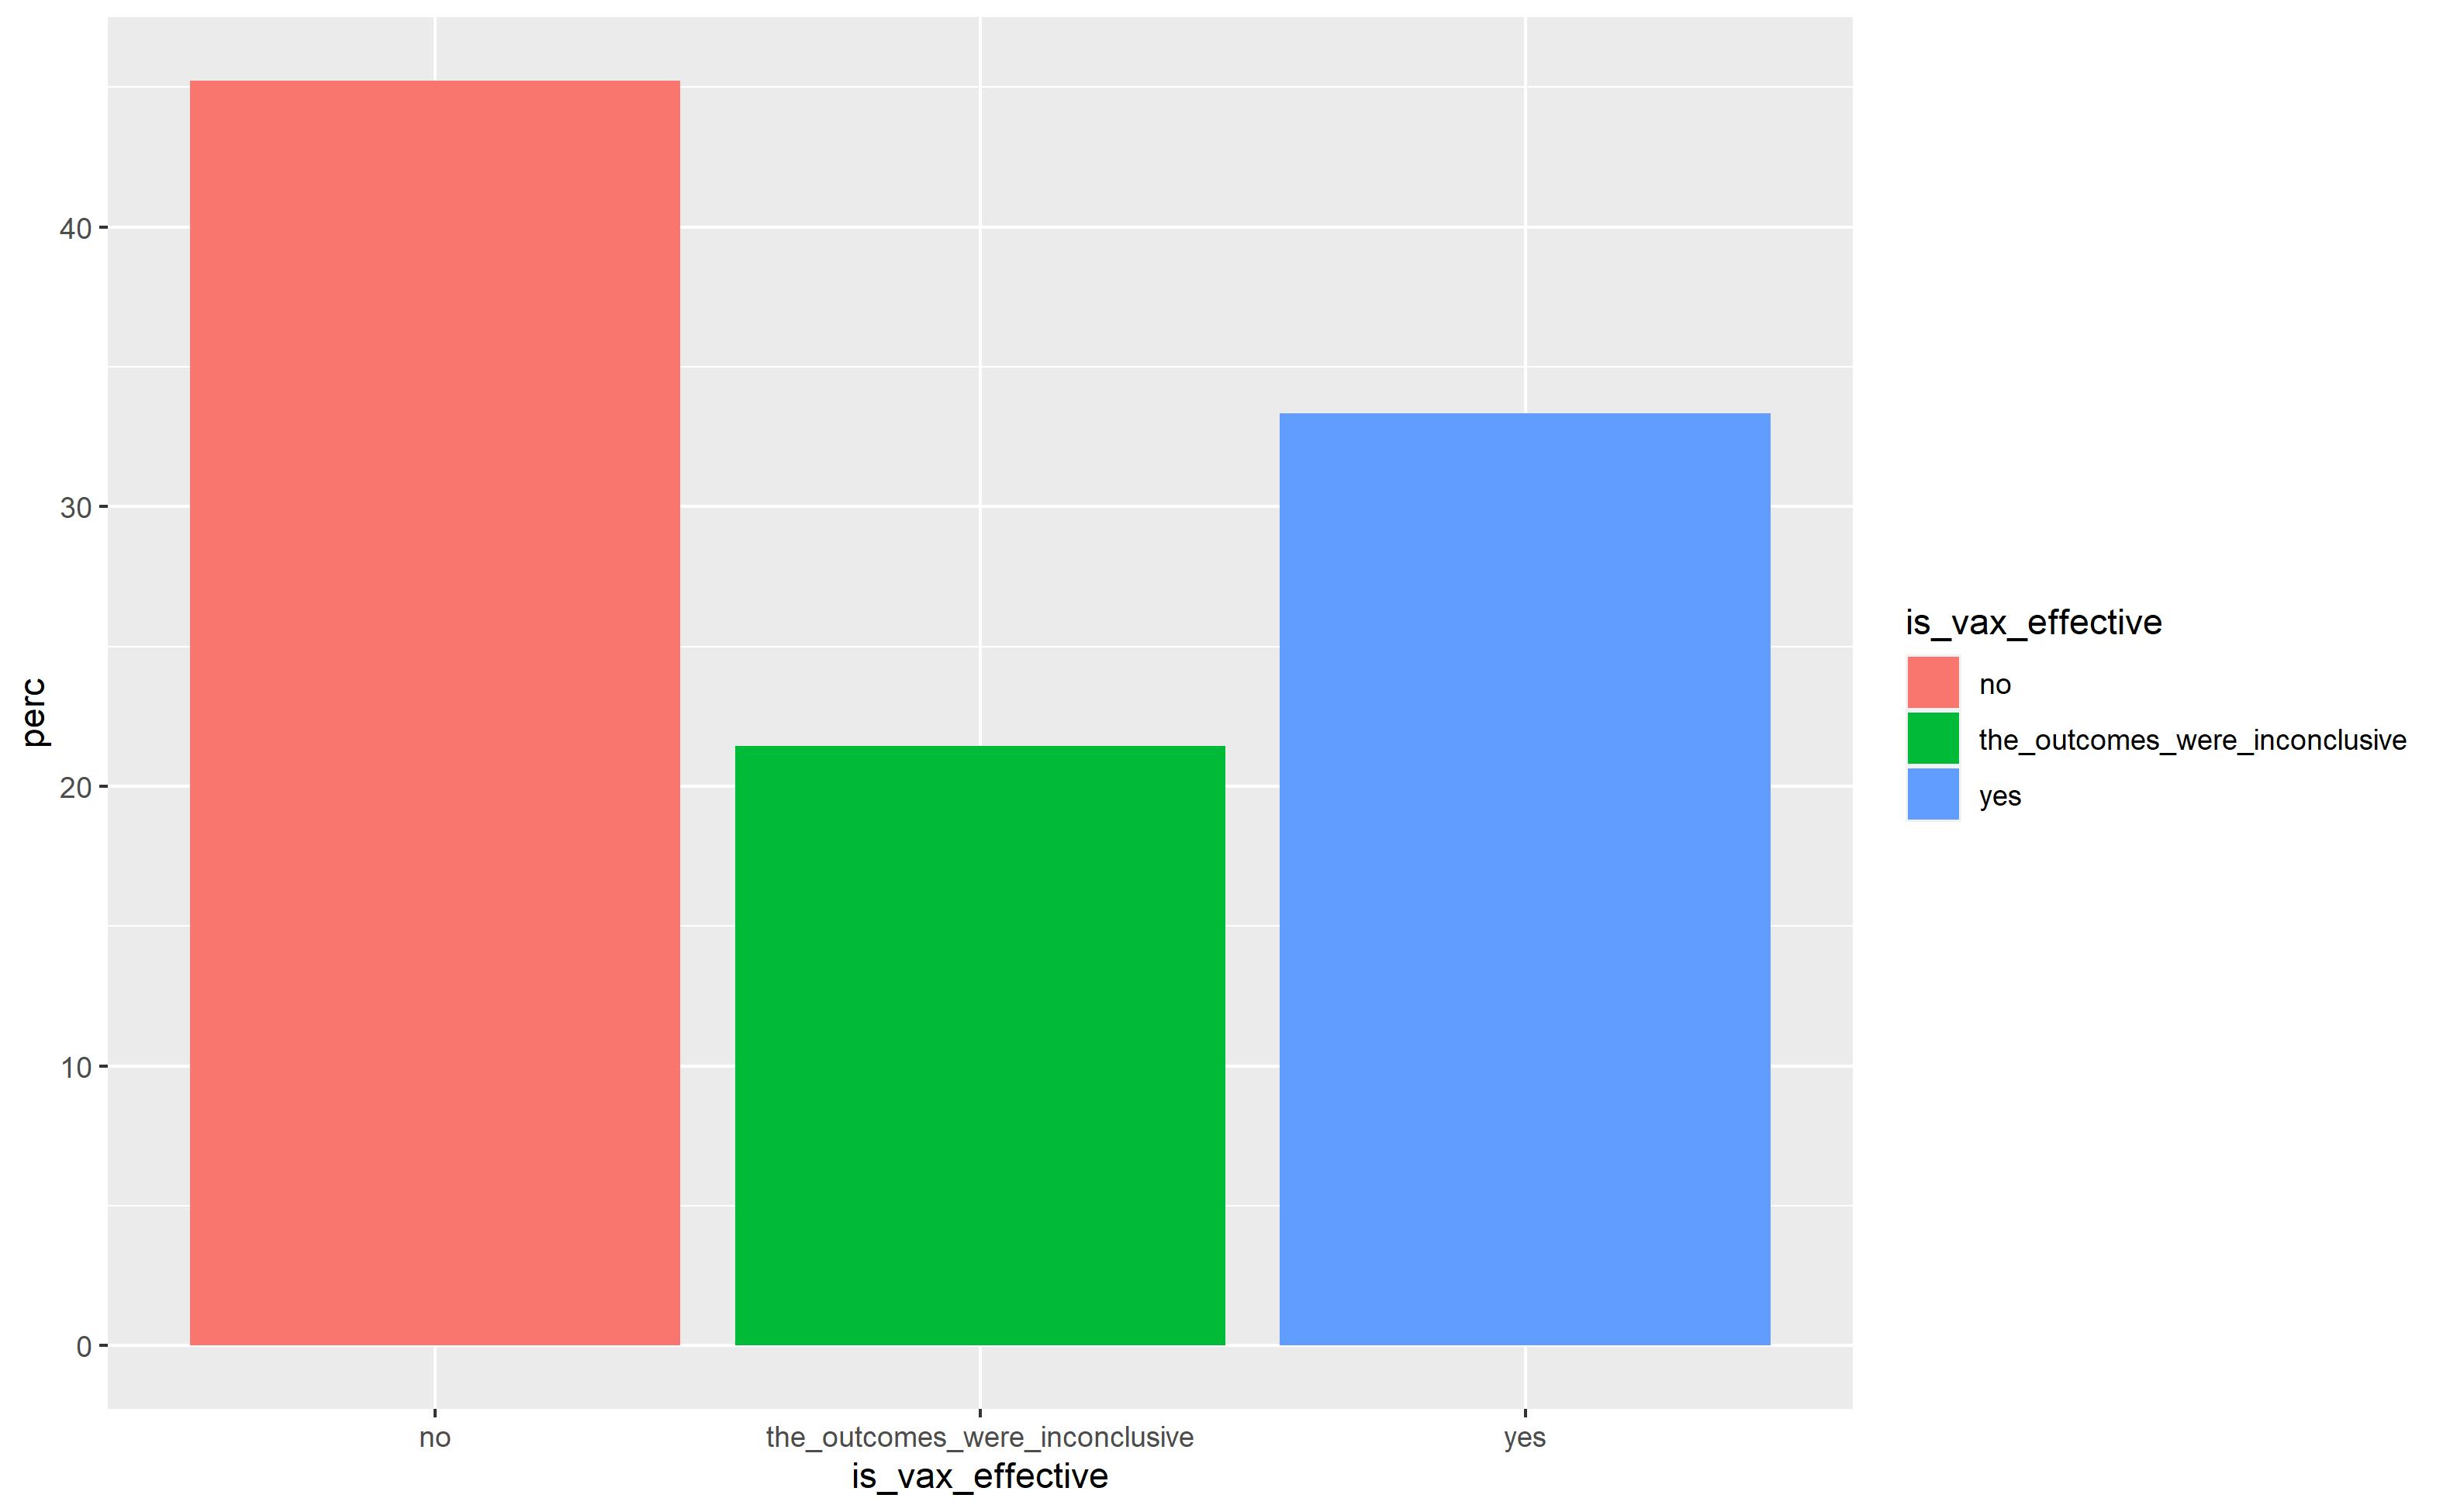 perc
40
30
20
10
0
no
the_outcomes_were_inconclusive
yes
is_vax_effective
is_vax_effective
no
the_outcomes_were_inconclusive
yes